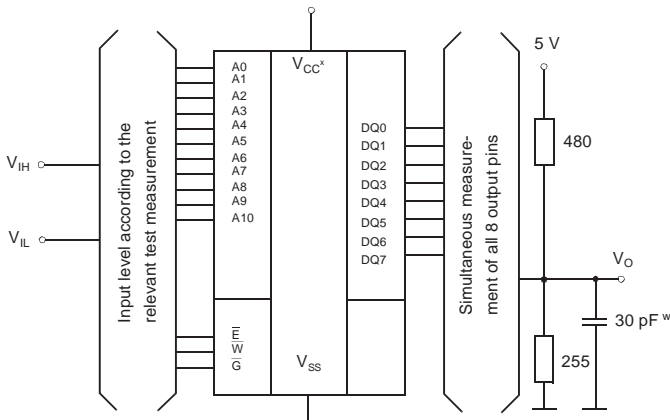 V_IH
V_IL
Input level according to the
relevant test measurement
A0
A1
A2
A3
A4
A5
A6
A7
A8
A9
A10
E̅
W̅
G̅
V_CC^x
V_SS
DQ0
DQ1
DQ2
DQ3
DQ4
DQ5
DQ6
DQ7
Simultaneous measure-
ment of all 8 output pins
5 V
480
V_O
30 pF ^w
255